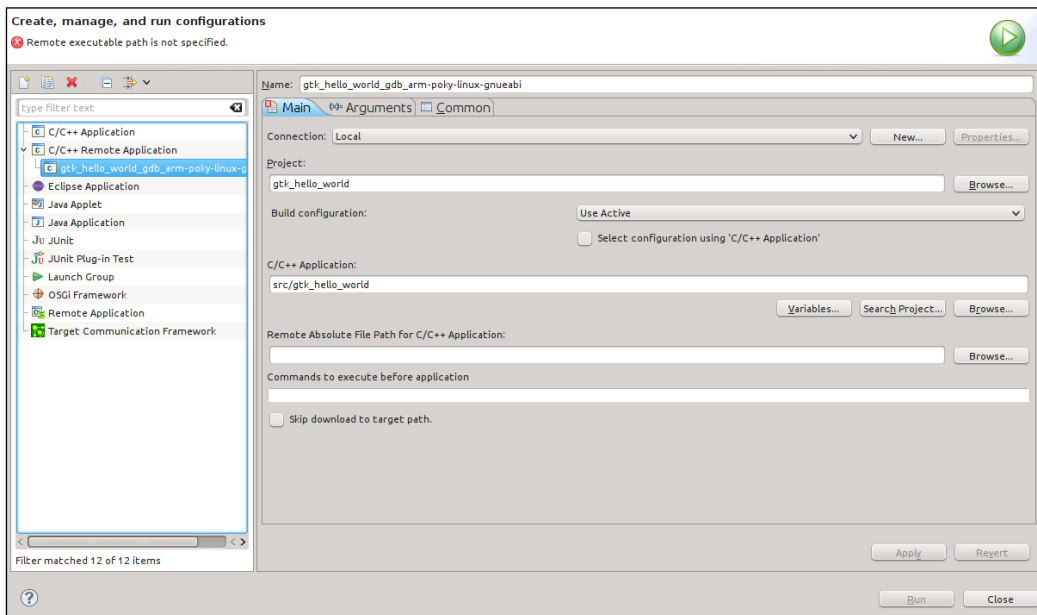 Create, manage, and run configurations
Remote executable path is not specified.
type filter text
C/C++ Application
C/C++ Remote Application
gtk_hello_world_gdb_arm-poky-linux-g
Eclipse Application
Java Applet
Java Application
JUnit
JUnit Plug-in Test
Launch Group
OSGi Framework
Remote Application
Target Communication Framework
Filter matched 12 of 12 items
Name: gtk_hello_world_gdb_arm-poky-linux-gnueabi
Main (x)= Arguments Common
Connection: Local New... Properties...
Project:
gtk_hello_world Browse...
Build configuration: Use Active
Select configuration using 'C/C++ Application'
C/C++ Application:
src/gtk_hello_world
Variables... Search Project... Browse...
Remote Absolute File Path for C/C++ Application:
Browse...
Commands to execute before application
Skip download to target path.
Apply Revert
? Run Close